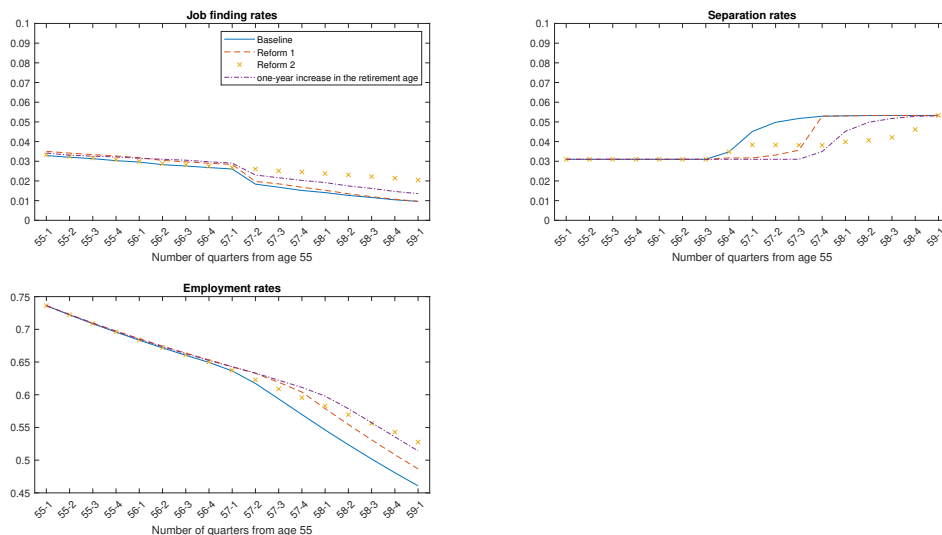 Job finding rates
0.1
0.09
0.08
0.07
0.06
0.05
0.04
0.03
0.02
0.01
0
Baseline
Reform 1
Reform 2
one-year increase in the retirement age
55-1 55-2 55-3 55-4 56-1 56-2 56-3 56-4 57-1 57-2 57-3 57-4 58-1 58-2 58-3 58-4 59-1
Number of quarters from age 55
Separation rates
0.1
0.09
0.08
0.07
0.06
0.05
0.04
0.03
0.02
0.01
0
55-1 55-2 55-3 55-4 56-1 56-2 56-3 56-4 57-1 57-2 57-3 57-4 58-1 58-2 58-3 58-4 59-1
Number of quarters from age 55
Employment rates
0.75
0.7
0.65
0.6
0.55
0.5
0.45
55-1 55-2 55-3 55-4 56-1 56-2 56-3 56-4 57-1 57-2 57-3 57-4 58-1 58-2 58-3 58-4 59-1
Number of quarters from age 55